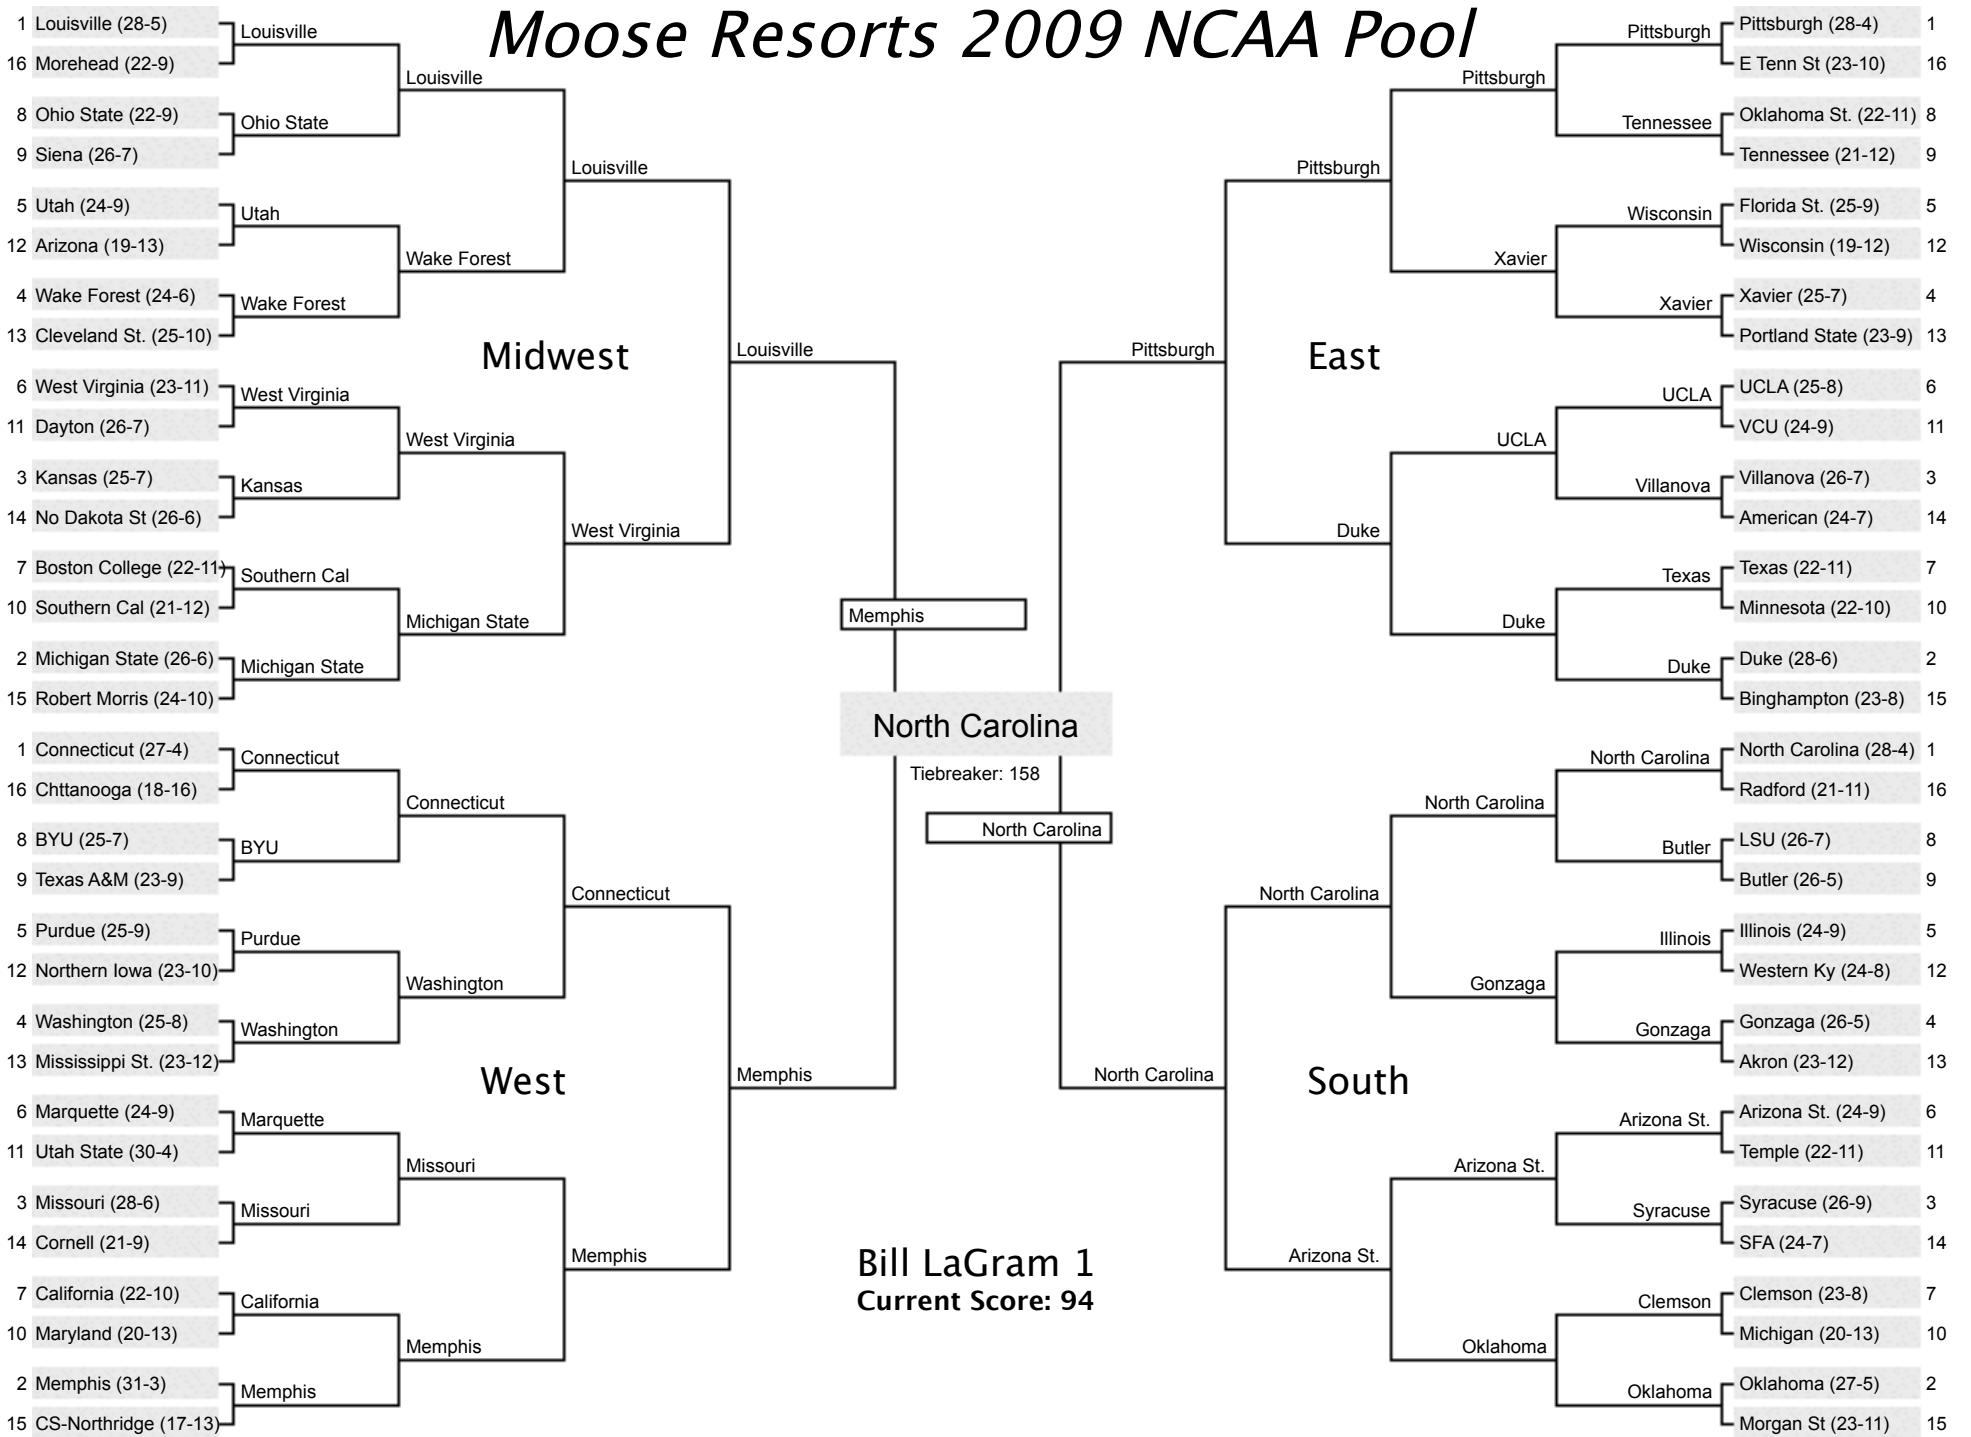 Moose Resorts 2009 NCAA Pool
1 Louisville (28-5)
16 Morehead (22-9)
8 Ohio State (22-9)
9 Siena (26-7)
5 Utah (24-9)
12 Arizona (19-13)
4 Wake Forest (24-6)
13 Cleveland St. (25-10)
6 West Virginia (23-11)
11 Dayton (26-7)
3 Kansas (25-7)
14 No Dakota St (26-6)
7 Boston College (22-11)
10 Southern Cal (21-12)
2 Michigan State (26-6)
15 Robert Morris (24-10)
Louisville
Ohio State
Utah
Wake Forest
West Virginia
Kansas
Southern Cal
Michigan State
Louisville
Wake Forest
West Virginia
Michigan State
Louisville
West Virginia
Midwest
Louisville
1 Connecticut (27-4)
16 Chttanooga (18-16)
8 BYU (25-7)
9 Texas A&M (23-9)
5 Purdue (25-9)
12 Northern Iowa (23-10)
4 Washington (25-8)
13 Mississippi St. (23-12)
6 Marquette (24-9)
11 Utah State (30-4)
3 Missouri (28-6)
14 Cornell (21-9)
7 California (22-10)
10 Maryland (20-13)
2 Memphis (31-3)
15 CS-Northridge (17-13)
Connecticut
BYU
Purdue
Washington
Marquette
Missouri
California
Memphis
Connecticut
Washington
Missouri
Memphis
Connecticut
Memphis
West
Memphis
Memphis
North Carolina
Tiebreaker: 158
North Carolina
Bill LaGram 1
Current Score: 94
Pittsburgh
East
Pittsburgh
Duke
Pittsburgh
Xavier
UCLA
Duke
Pittsburgh
Tennessee
Wisconsin
Xavier
UCLA
Villanova
Texas
Duke
Pittsburgh (28-4) 1
E Tenn St (23-10) 16
Oklahoma St. (22-11) 8
Tennessee (21-12) 9
Florida St. (25-9) 5
Wisconsin (19-12) 12
Xavier (25-7) 4
Portland State (23-9) 13
UCLA (25-8) 6
VCU (24-9) 11
Villanova (26-7) 3
American (24-7) 14
Texas (22-11) 7
Minnesota (22-10) 10
Duke (28-6) 2
Binghampton (23-8) 15
North Carolina
South
North Carolina
Arizona St.
North Carolina
Gonzaga
Arizona St.
Oklahoma
North Carolina
Butler
Illinois
Gonzaga
Arizona St.
Syracuse
Clemson
Oklahoma
North Carolina (28-4) 1
Radford (21-11) 16
LSU (26-7) 8
Butler (26-5) 9
Illinois (24-9) 5
Western Ky (24-8) 12
Gonzaga (26-5) 4
Akron (23-12) 13
Arizona St. (24-9) 6
Temple (22-11) 11
Syracuse (26-9) 3
SFA (24-7) 14
Clemson (23-8) 7
Michigan (20-13) 10
Oklahoma (27-5) 2
Morgan St (23-11) 15